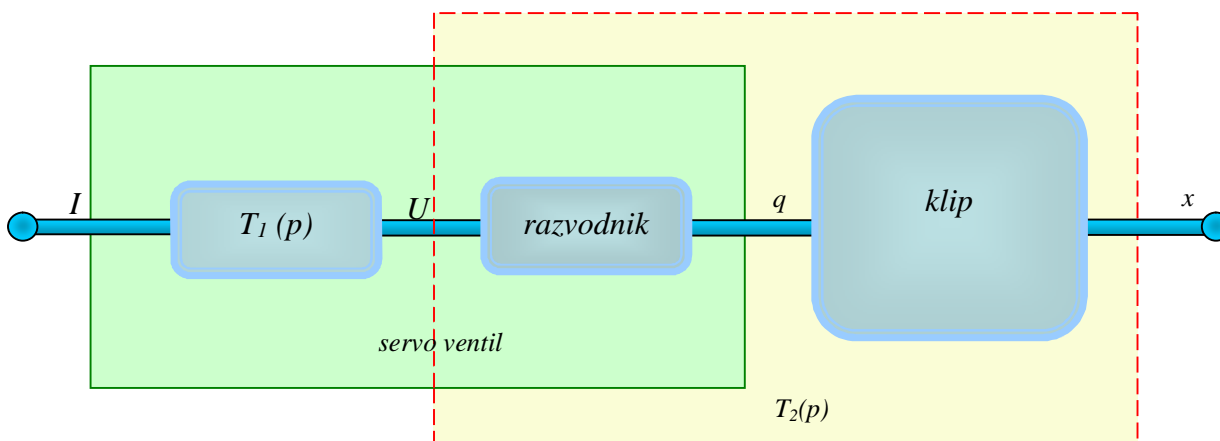 I
T₁ (p)
U
razvodnik
q
klip
x
servo ventil
T₂(p)